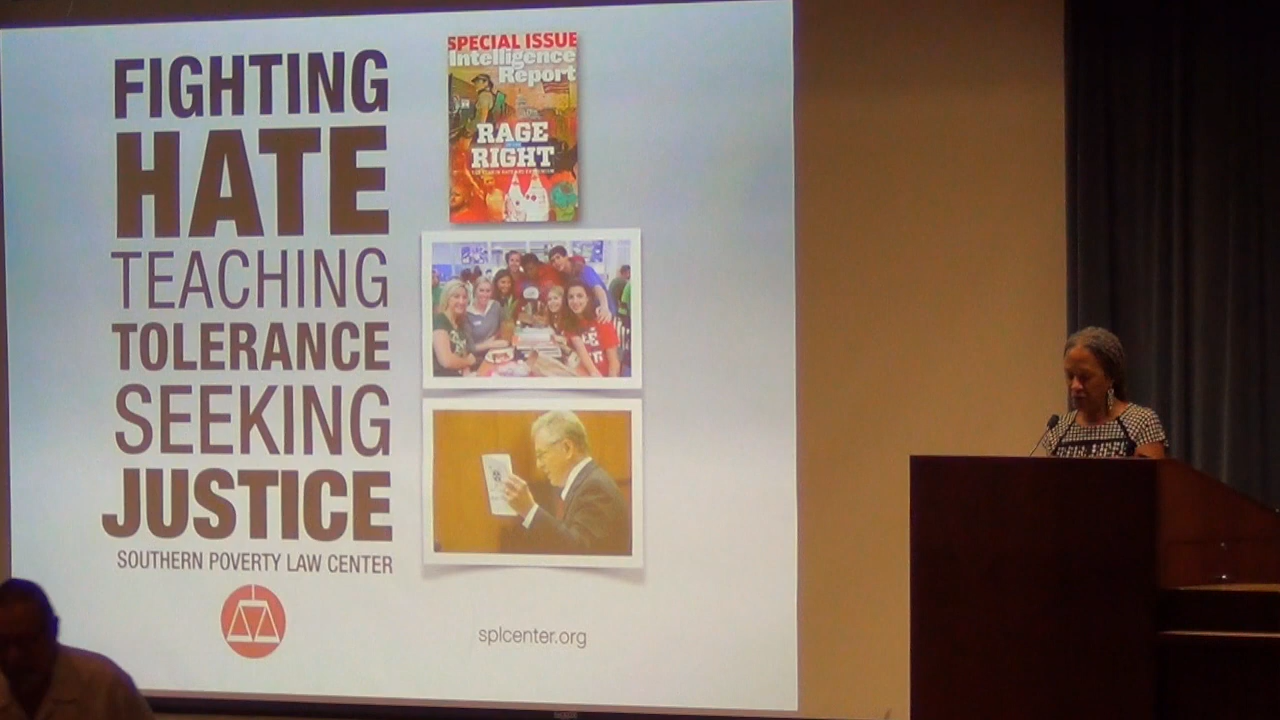 FIGHTING
HATE
TEACHING
TOLERANCE
SEEKING
JUSTICE
SOUTHERN POVERTY LAW CENTER
SPECIAL ISSUE
Intelligence
Report
RAGE
RIGHT
splcenter.org